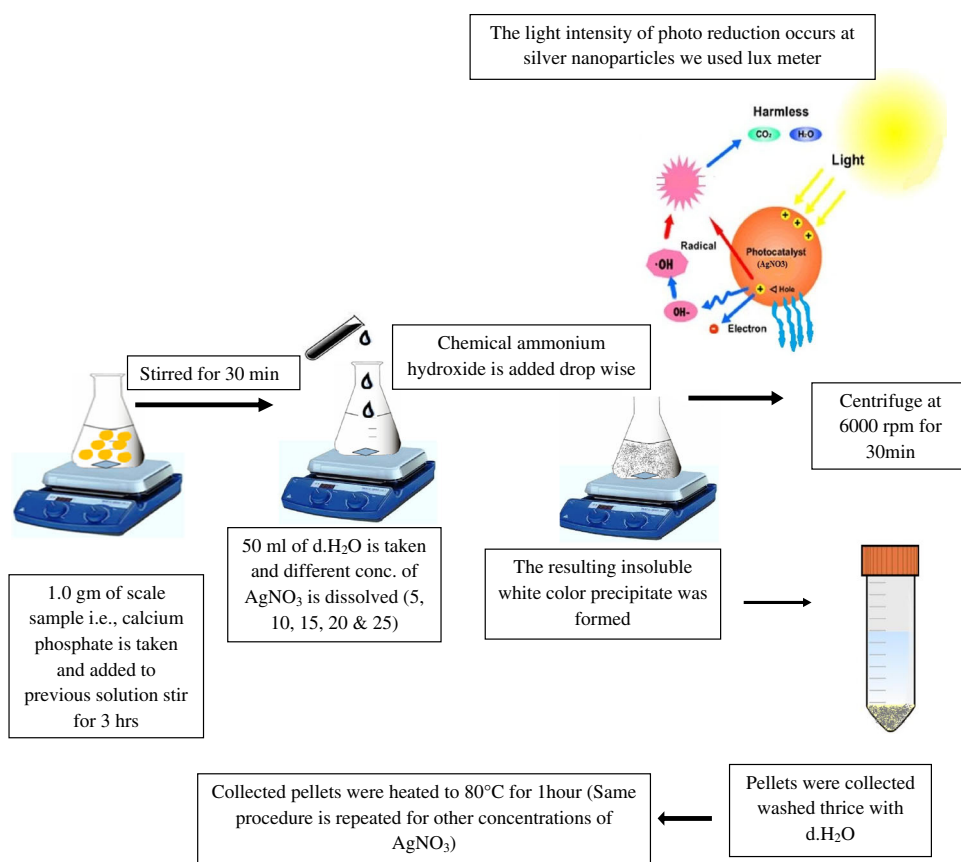 The light intensity of photo reduction occurs at
silver nanoparticles we used lux meter
Harmless
CO₂
H₂O
Light
Radical
Photocatalyst
(AgNO3)
·OH
+
+
+
+
◁ Hole
OH-
Electron
Stirred for 30 min
Chemical ammonium
hydroxide is added drop wise
Centrifuge at
6000 rpm for
30min
1.0 gm of scale
sample i.e., calcium
phosphate is taken
and added to
previous solution stir
for 3 hrs
50 ml of d.H₂O is taken
and different conc. of
AgNO₃ is dissolved (5,
10, 15, 20 & 25)
The resulting insoluble
white color precipitate was
formed
Collected pellets were heated to 80°C for 1hour (Same
procedure is repeated for other concentrations of
AgNO₃)
Pellets were collected
washed thrice with
d.H₂O